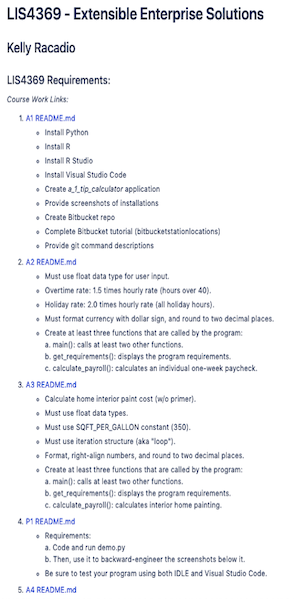 LIS4369 - Extensible Enterprise Solutions
Kelly Racadio
LIS4369 Requirements:
Course Work Links:
1. A1 README.md
Install Python
Install R
Install R Studio
Install Visual Studio Code
Create a_1_tip_calculator application
Provide screenshots of installations
Create Bitbucket repo
Complete Bitbucket tutorial (bitbucketstationlocations)
Provide git command descriptions
2. A2 README.md
Must use float data type for user input.
Overtime rate: 1.5 times hourly rate (hours over 40).
Holiday rate: 2.0 times hourly rate (all holiday hours).
Must format currency with dollar sign, and round to two decimal places.
Create at least three functions that are called by the program:
a. main(): calls at least two other functions.
b. get_requirements(): displays the program requirements.
c. calculate_payroll(): calculates an individual one-week paycheck.
3. A3 README.md
Calculate home interior paint cost (w/o primer).
Must use float data types.
Must use SQFT_PER_GALLON constant (350).
Must use iteration structure (aka "loop").
Format, right-align numbers, and round to two decimal places.
Create at least three functions that are called by the program:
a. main(): calls at least two other functions.
b. get_requirements(): displays the program requirements.
c. calculate_payroll(): calculates interior home painting.
4. P1 README.md
Requirements:
a. Code and run demo.py
b. Then, use it to backward-engineer the screenshots below it.
Be sure to test your program using both IDLE and Visual Studio Code.
5. A4 README.md